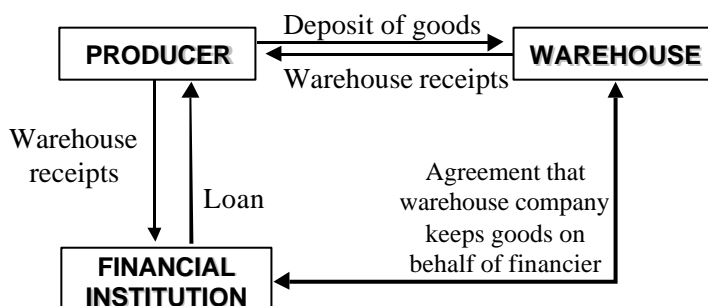 Deposit of goods
PRODUCER
WAREHOUSE
Warehouse receipts
Warehouse
receipts
Loan
Agreement that
warehouse company
keeps goods on
behalf of financier
FINANCIAL
INSTITUTION